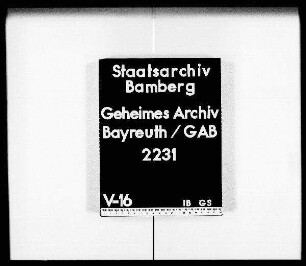 Staatsarchiv
Bamberg
Geheimes Archiv
Bayreuth / GAB
2231
V-16 IB GS